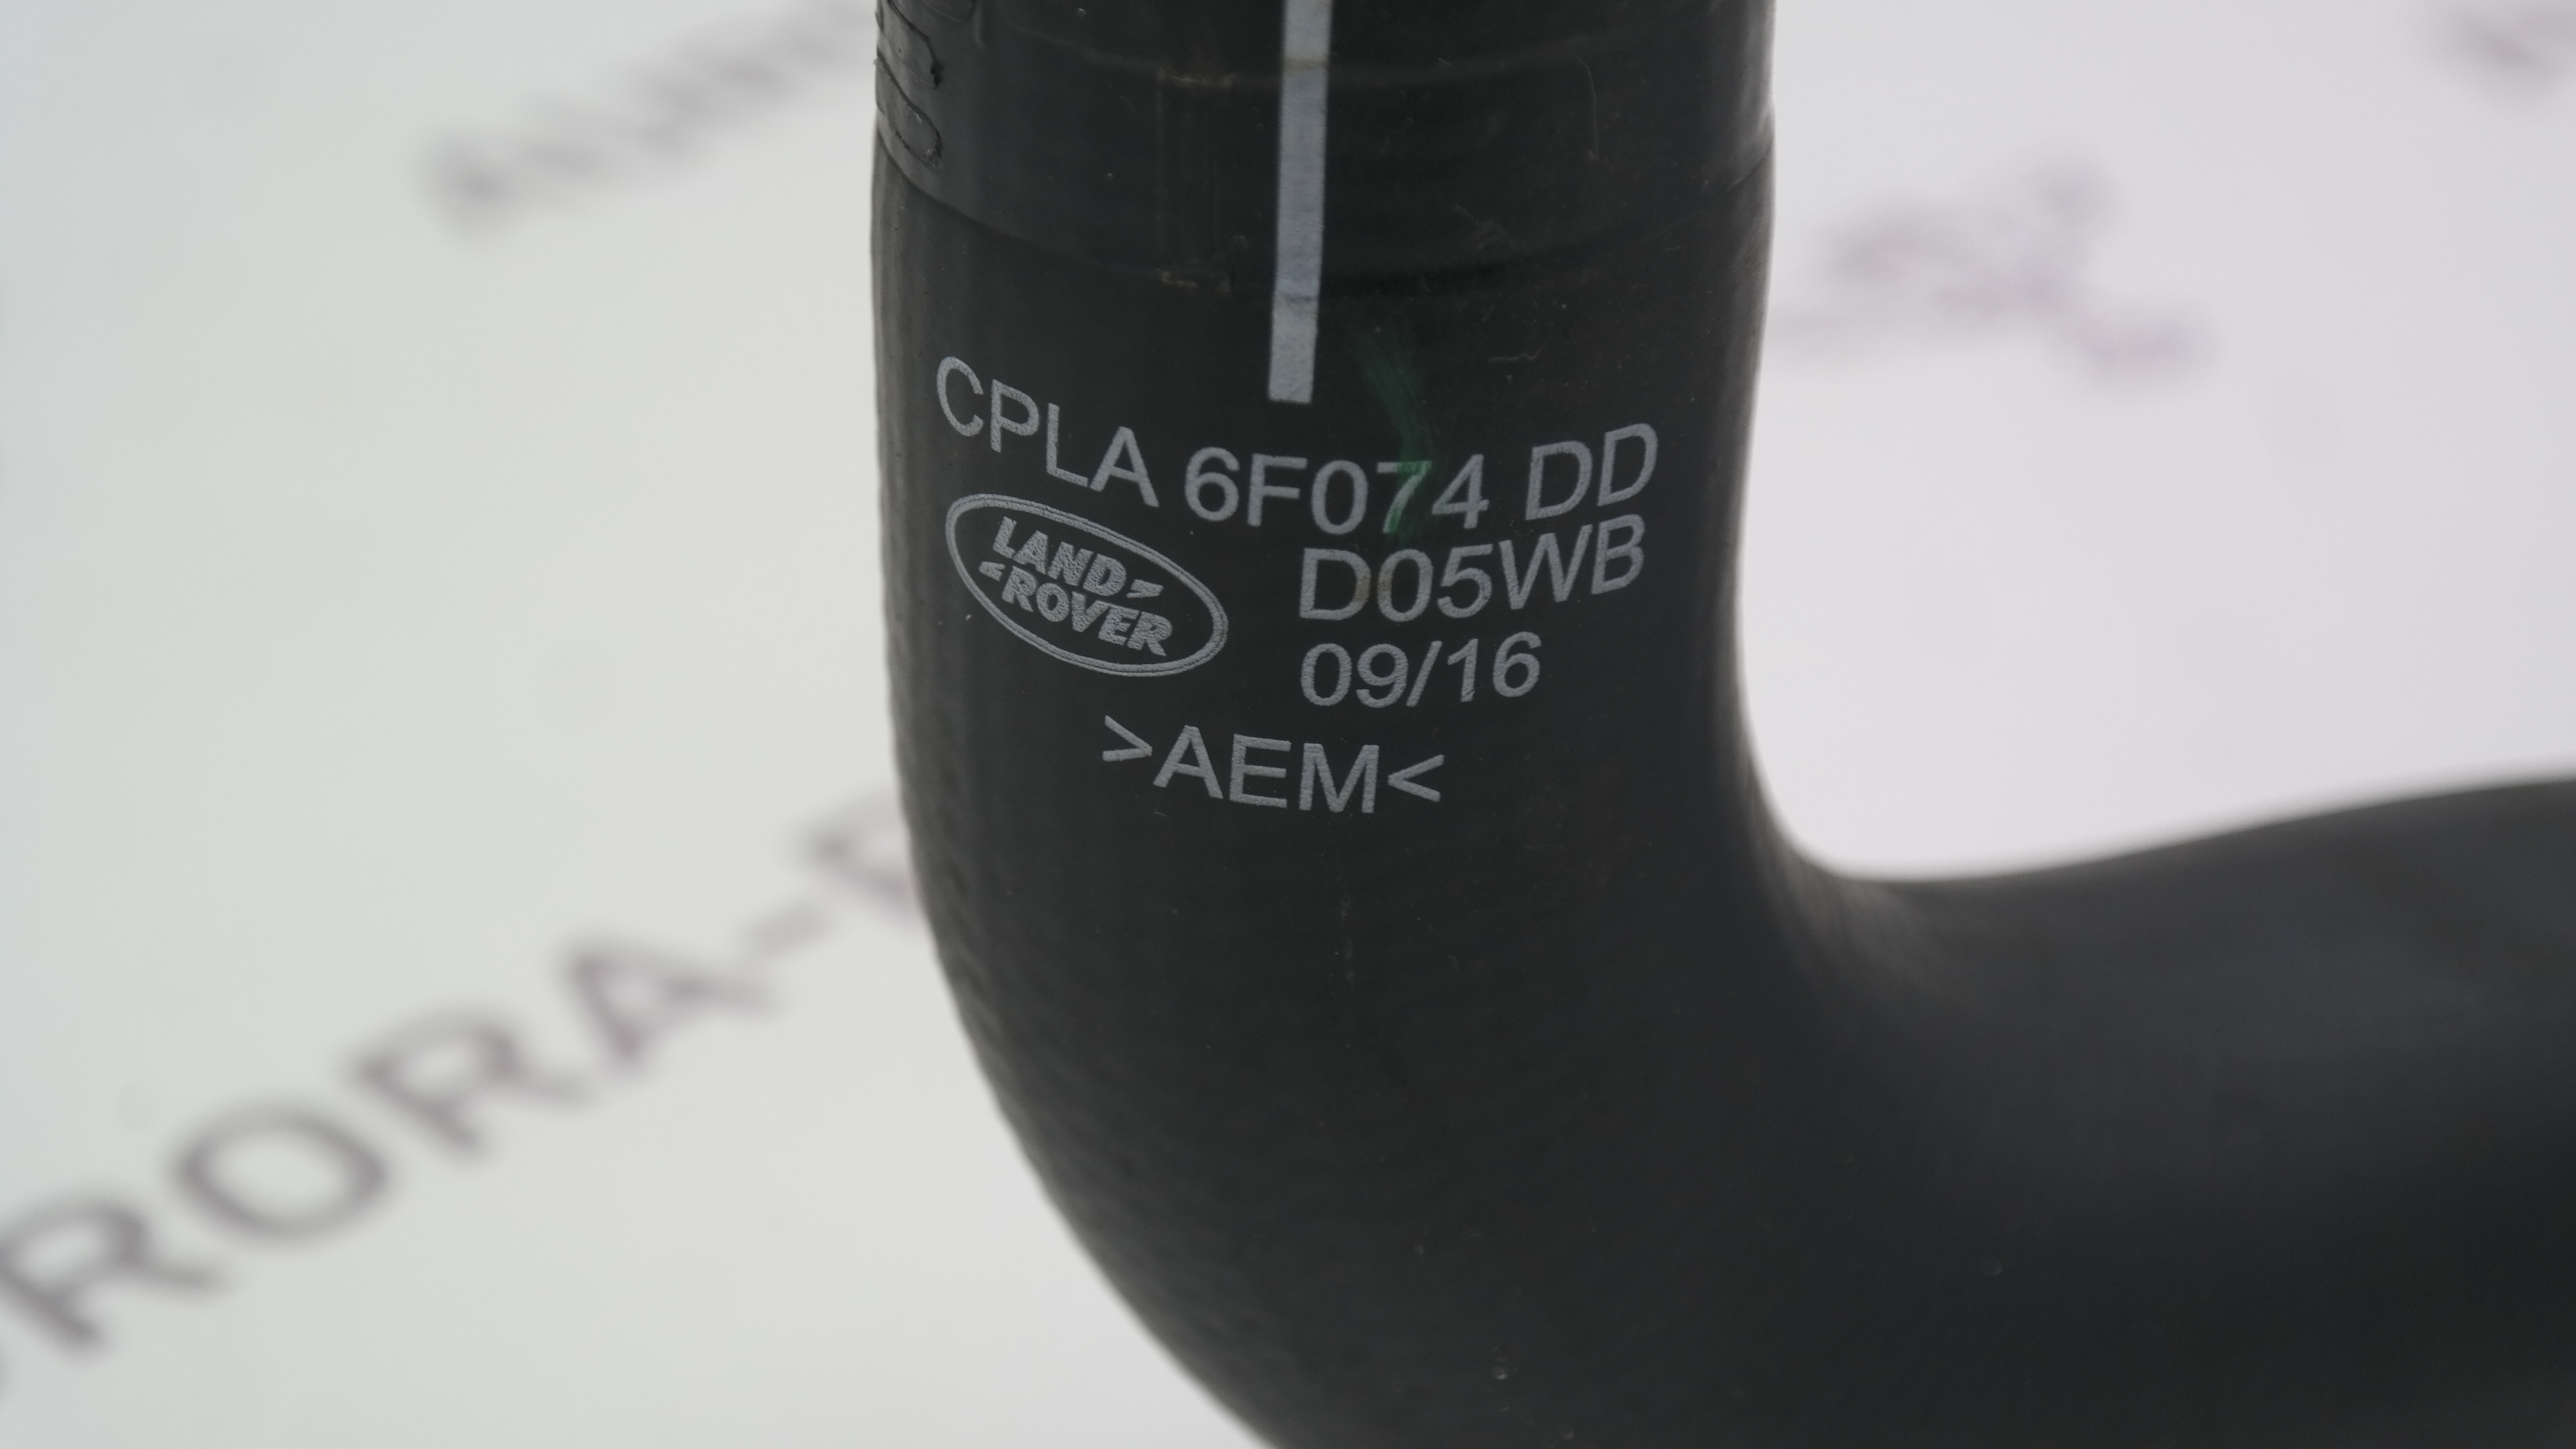 CPLA 6F074 DD
LAND
ROVER
D05WB
09/16
>AEM<